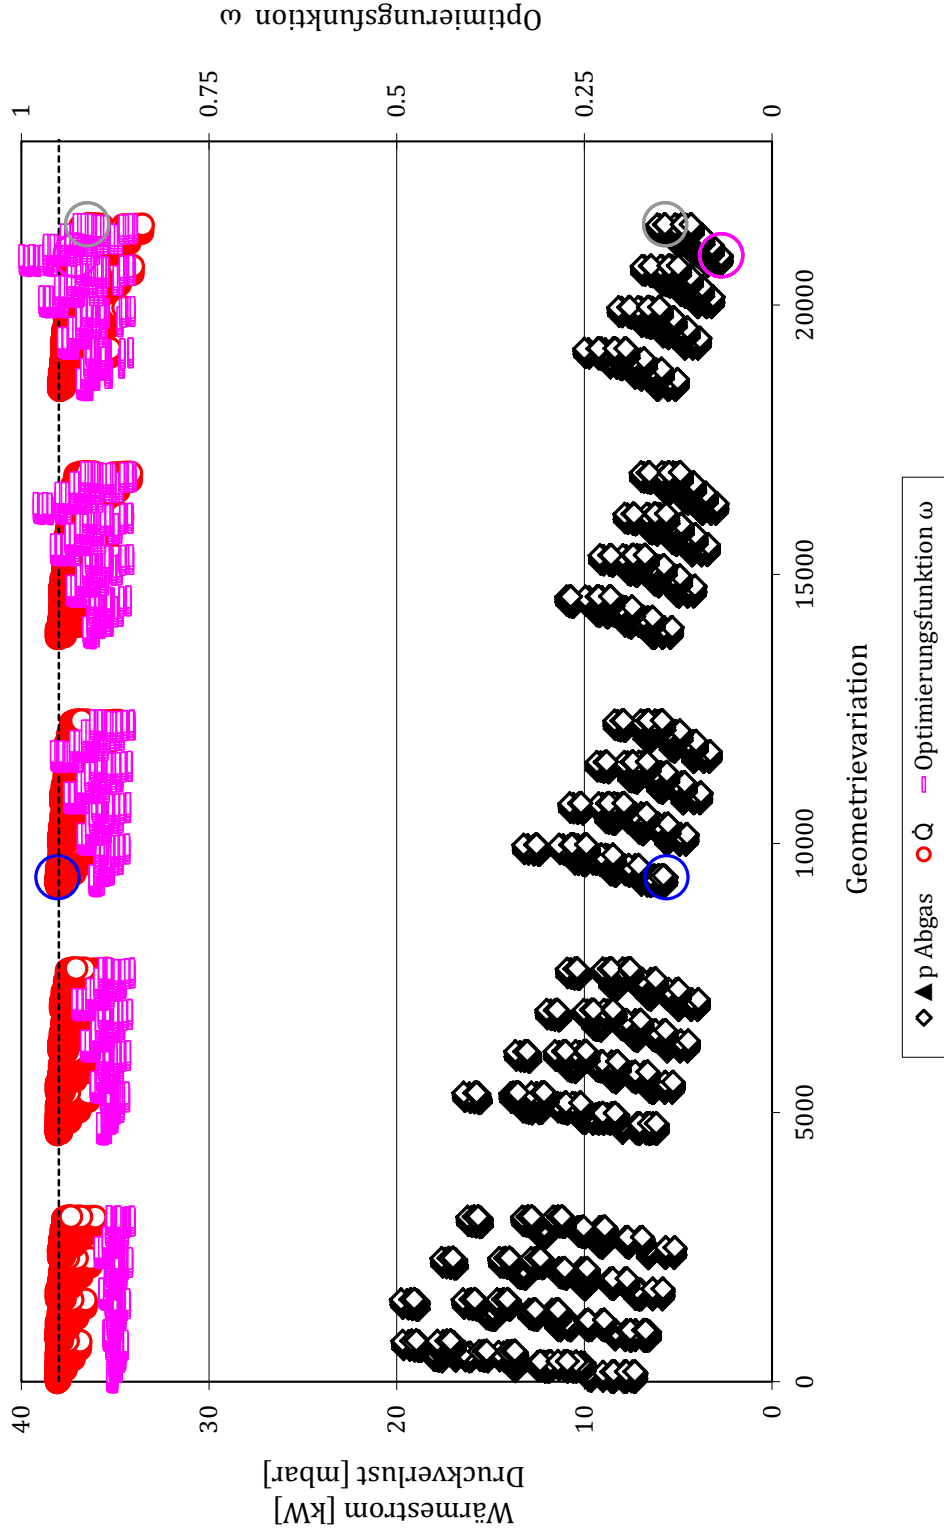 Wärmestrom [kW]
Druckverlust [mbar]
40
20
10
0
1
0.75
0.5
0.25
0
Optimierungsfunktion ω
0
5000
10000
15000
20000
Geometrievariation
▲p Abgas
Q̇
Optimierungsfunktion ω